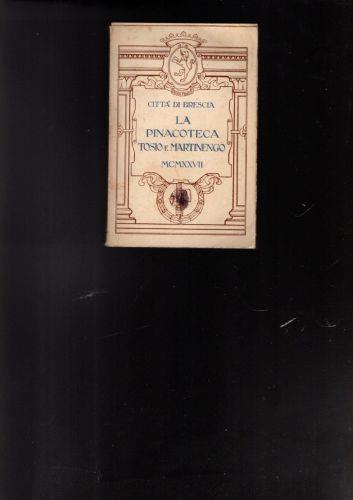 CITTÀ DI BRESCIA
LA
PINACOTECA
TOSIO E MARTINENGO
MCMXXVII